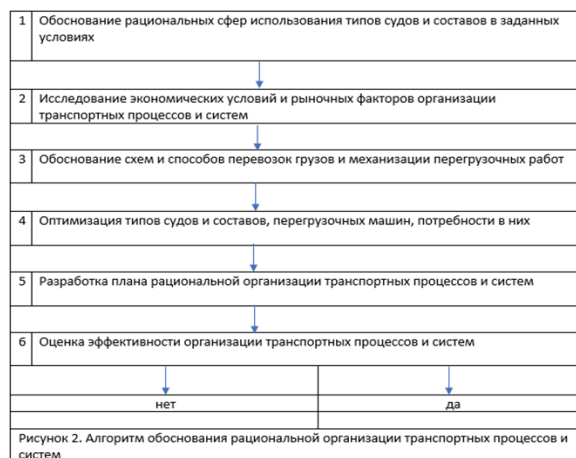 1 Обоснование рациональных сфер использования типов судов и составов в заданных
условиях
2 Исследование экономических условий и рыночных факторов организации
транспортных процессов и систем
3 Обоснование схем и способов перевозок грузов и механизации перегрузочных работ
4 Оптимизация типов судов и составов, перегрузочных машин, потребности в них
5 Разработка плана рациональной организации транспортных процессов и систем
6 Оценка эффективности организации транспортных процессов и систем
нет да
Рисунок 2. Алгоритм обоснования рациональной организации транспортных процессов и
систем